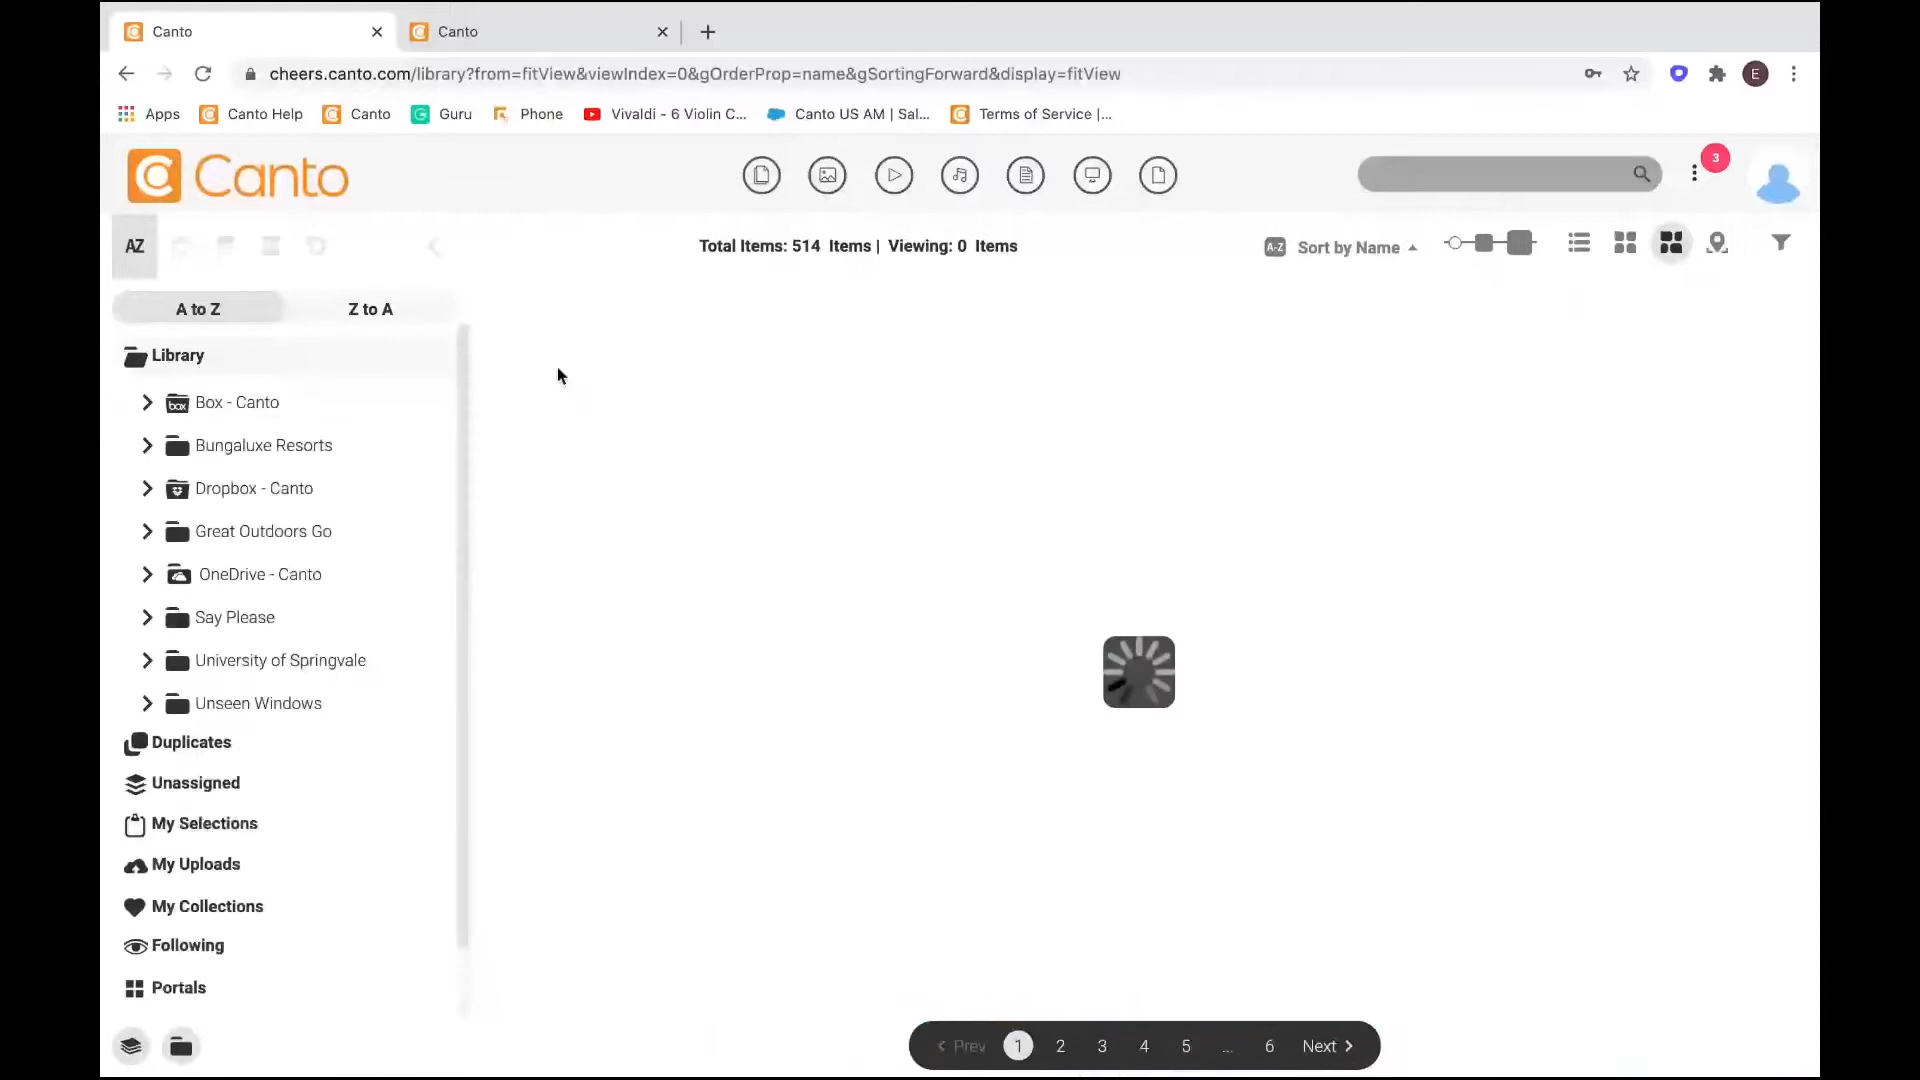 Canto
Canto
cheers.canto.com/library?from=fitView&viewIndex=0&gOrderProp=name&gSortingForward&display=fitView
E
Apps
Canto Help
Canto
Guru
Phone
Vivaldi - 6 Violin C...
Canto US AM | Sal...
Terms of Service |...
Canto
3
AZ
Total Items: 514 Items | Viewing: 0 Items
A-Z Sort by Name
A to Z
Z to A
Library
box Box - Canto
Bungaluxe Resorts
Dropbox - Canto
Great Outdoors Go
OneDrive - Canto
Say Please
University of Springvale
Unseen Windows
Duplicates
Unassigned
My Selections
My Uploads
My Collections
Following
Portals
Prev 1 2 3 4 5 ... 6 Next